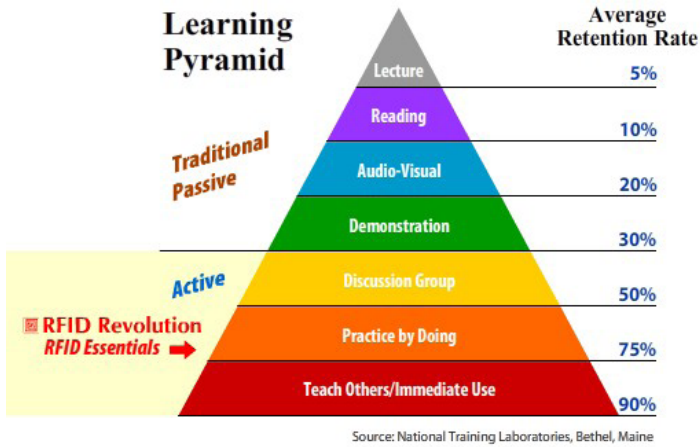 Learning
Pyramid
Average
Retention Rate
Lecture
5%
Reading
10%
Traditional
Passive
Audio-Visual
20%
Demonstration
30%
Active
Discussion Group
50%
RFID Revolution
RFID Essentials
Practice by Doing
75%
Teach Others/Immediate Use
90%
Source: National Training Laboratories, Bethel, Maine